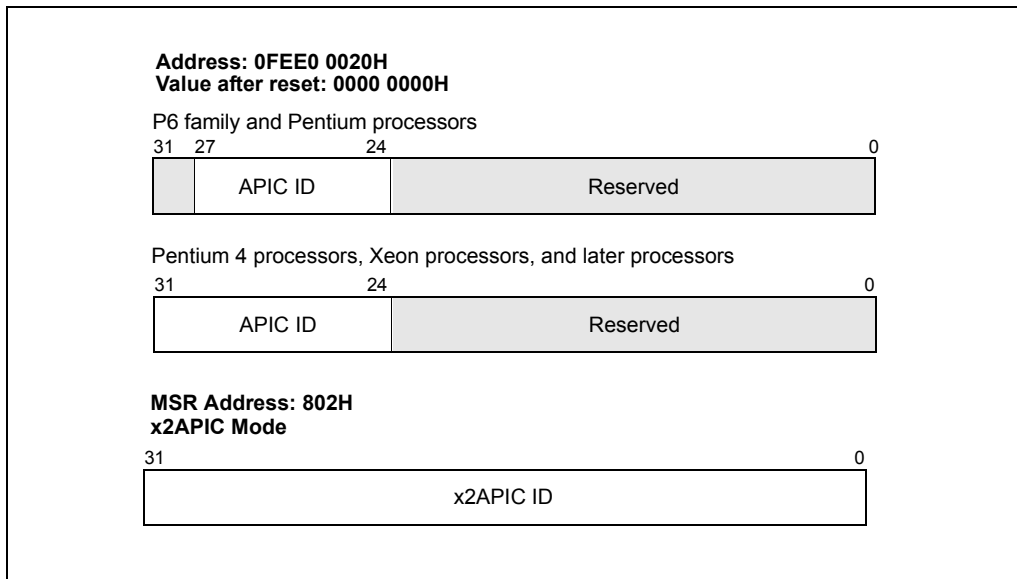 Address: 0FEE0 0020H
Value after reset: 0000 0000H
P6 family and Pentium processors
31 27 24 0
APIC ID Reserved
Pentium 4 processors, Xeon processors, and later processors
31 24 0
APIC ID Reserved
MSR Address: 802H
x2APIC Mode
31 0
x2APIC ID